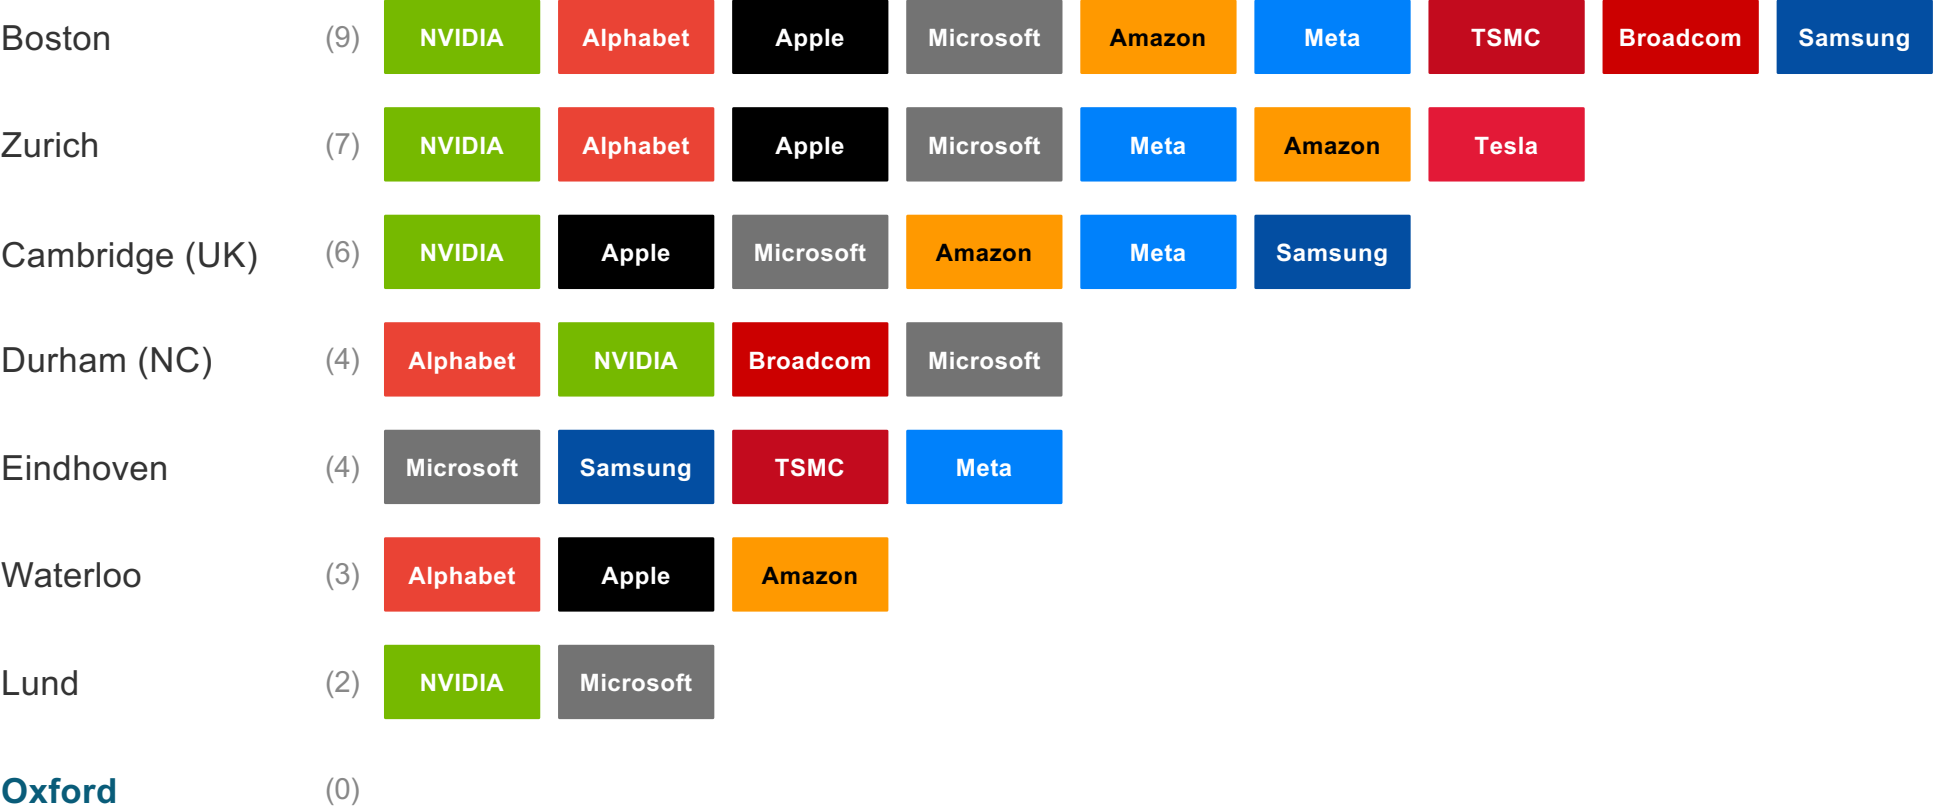 Boston (9) NVIDIA Alphabet Apple Microsoft Amazon Meta TSMC Broadcom Samsung
Zurich (7) NVIDIA Alphabet Apple Microsoft Meta Amazon Tesla
Cambridge (UK) (6) NVIDIA Apple Microsoft Amazon Meta Samsung
Durham (NC) (4) Alphabet NVIDIA Broadcom Microsoft
Eindhoven (4) Microsoft Samsung TSMC Meta
Waterloo (3) Alphabet Apple Amazon
Lund (2) NVIDIA Microsoft
Oxford (0)